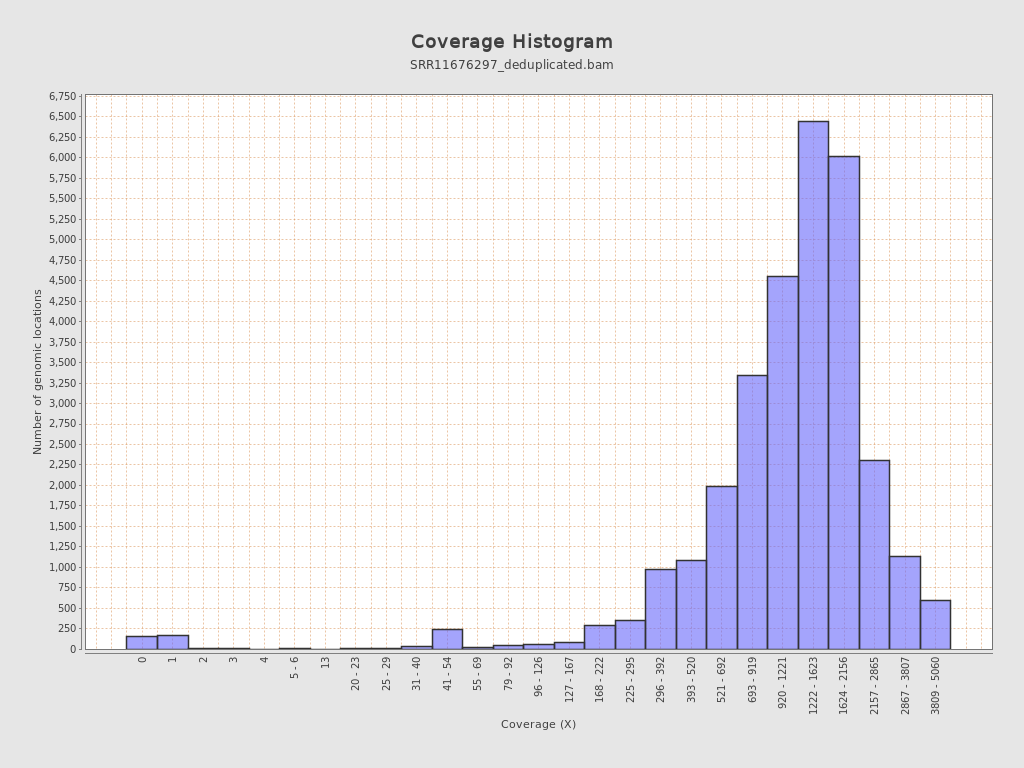 Coverage Histogram
SRR11676297_deduplicated.bam
6,750
6,500
6,250
6,000
5,750
5,500
5,250
5,000
4,750
4,500
4,250
4,000
3,750
3,500
3,250
3,000
2,750
2,500
2,250
2,000
1,750
1,500
1,250
1,000
750
500
250
0
Number of genomic locations
0
1
2
3
4
5 - 6
13
20 - 23
25 - 29
31 - 40
41 - 54
55 - 69
79 - 92
96 - 126
127 - 167
168 - 222
225 - 295
296 - 392
393 - 520
521 - 692
693 - 919
920 - 1221
1222 - 1623
1624 - 2156
2157 - 2865
2867 - 3807
3809 - 5060
Coverage (X)